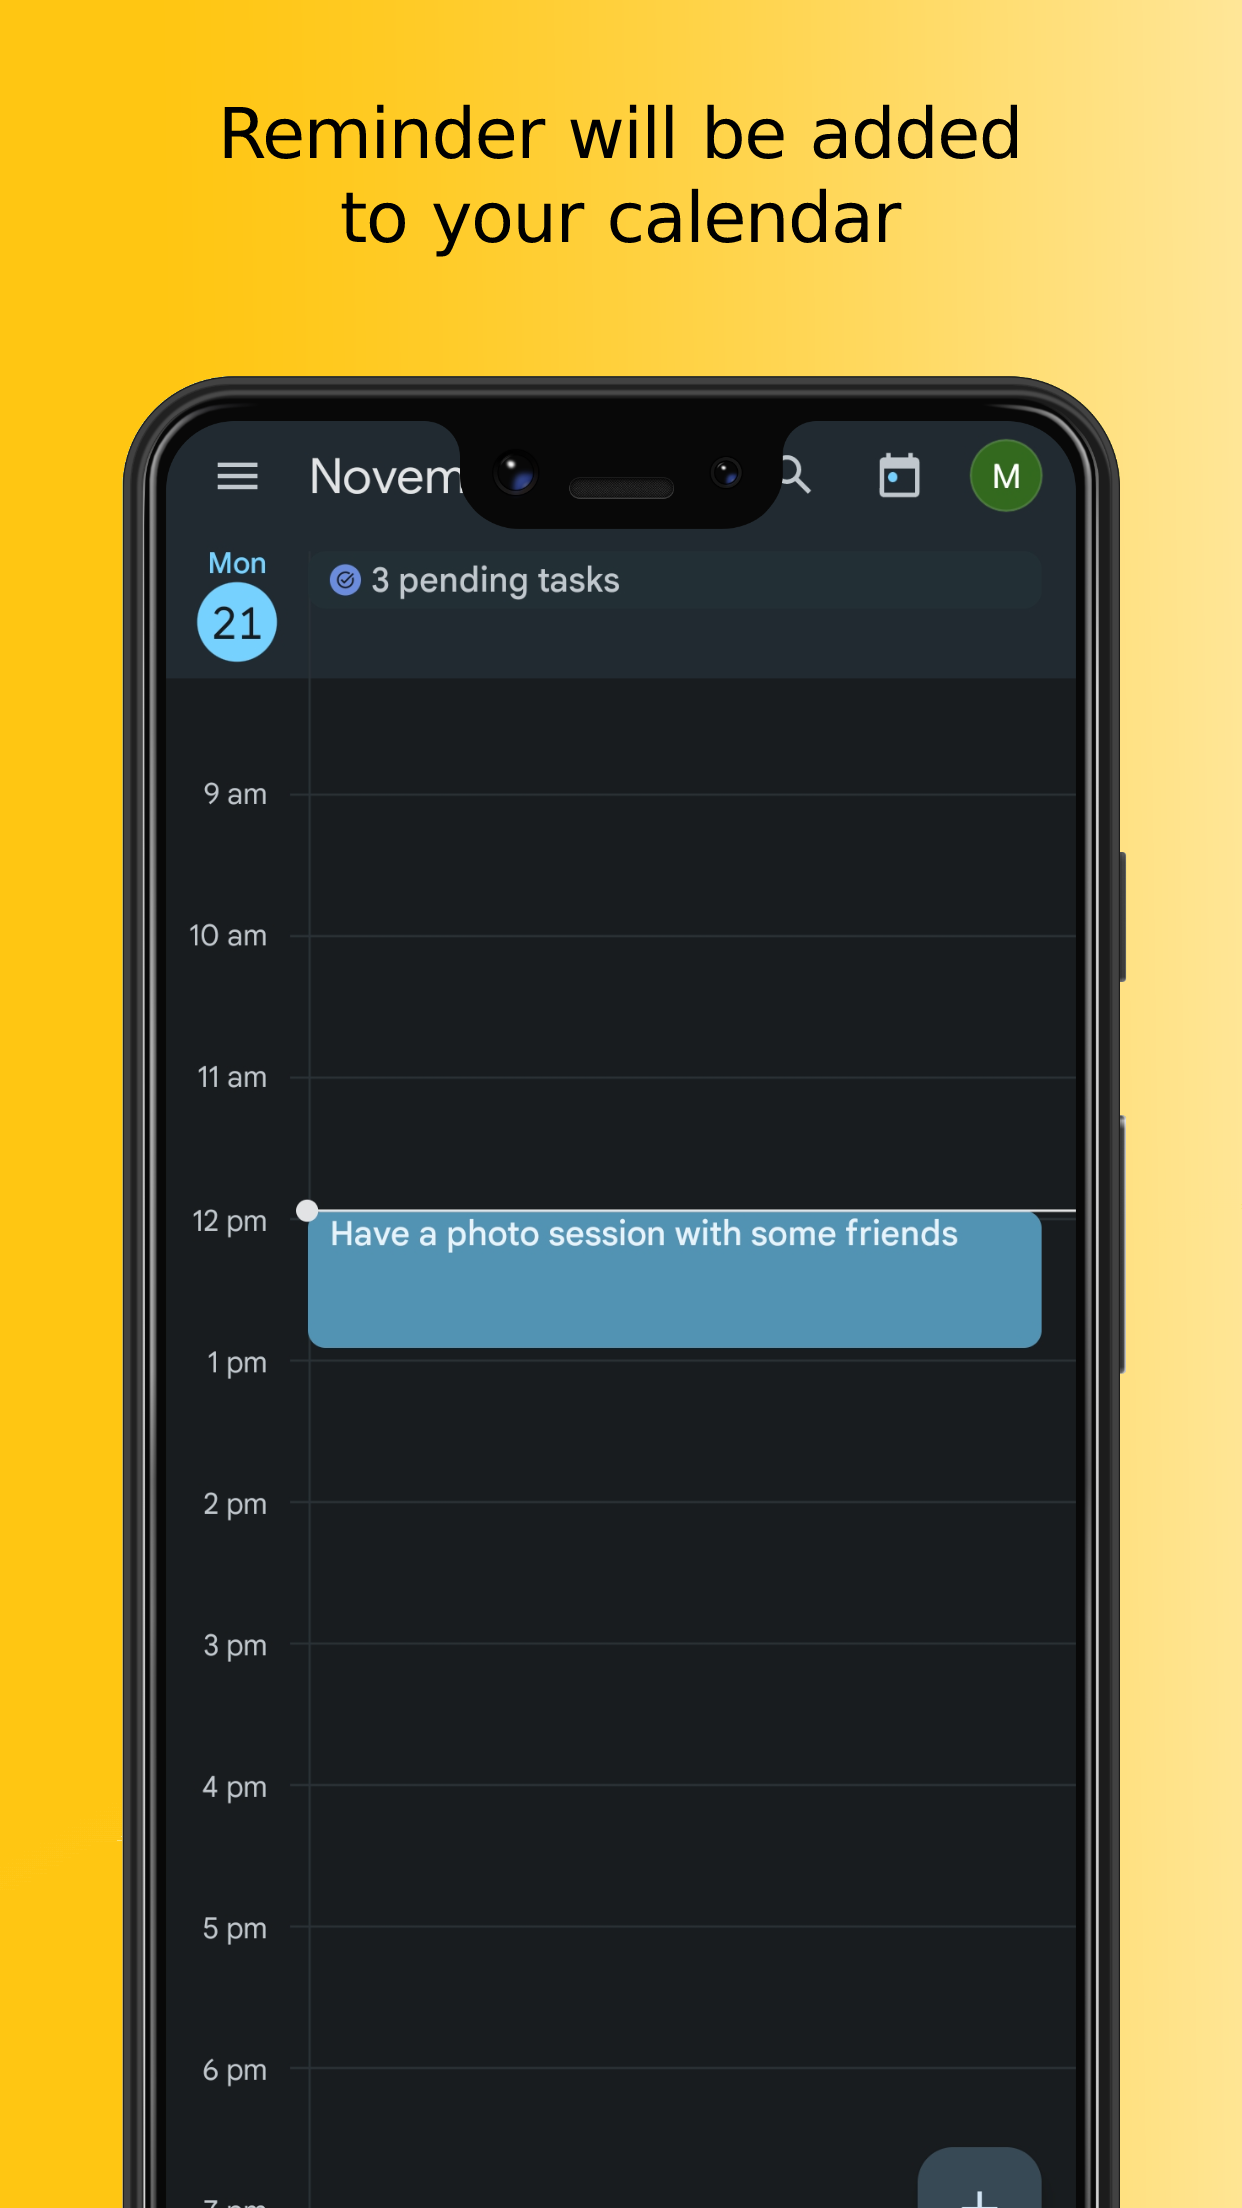 Reminder will be added
to your calendar
Novem
M
Mon
21
3 pending tasks
9 am
10 am
11 am
12 pm
Have a photo session with some friends
1 pm
2 pm
3 pm
4 pm
5 pm
6 pm